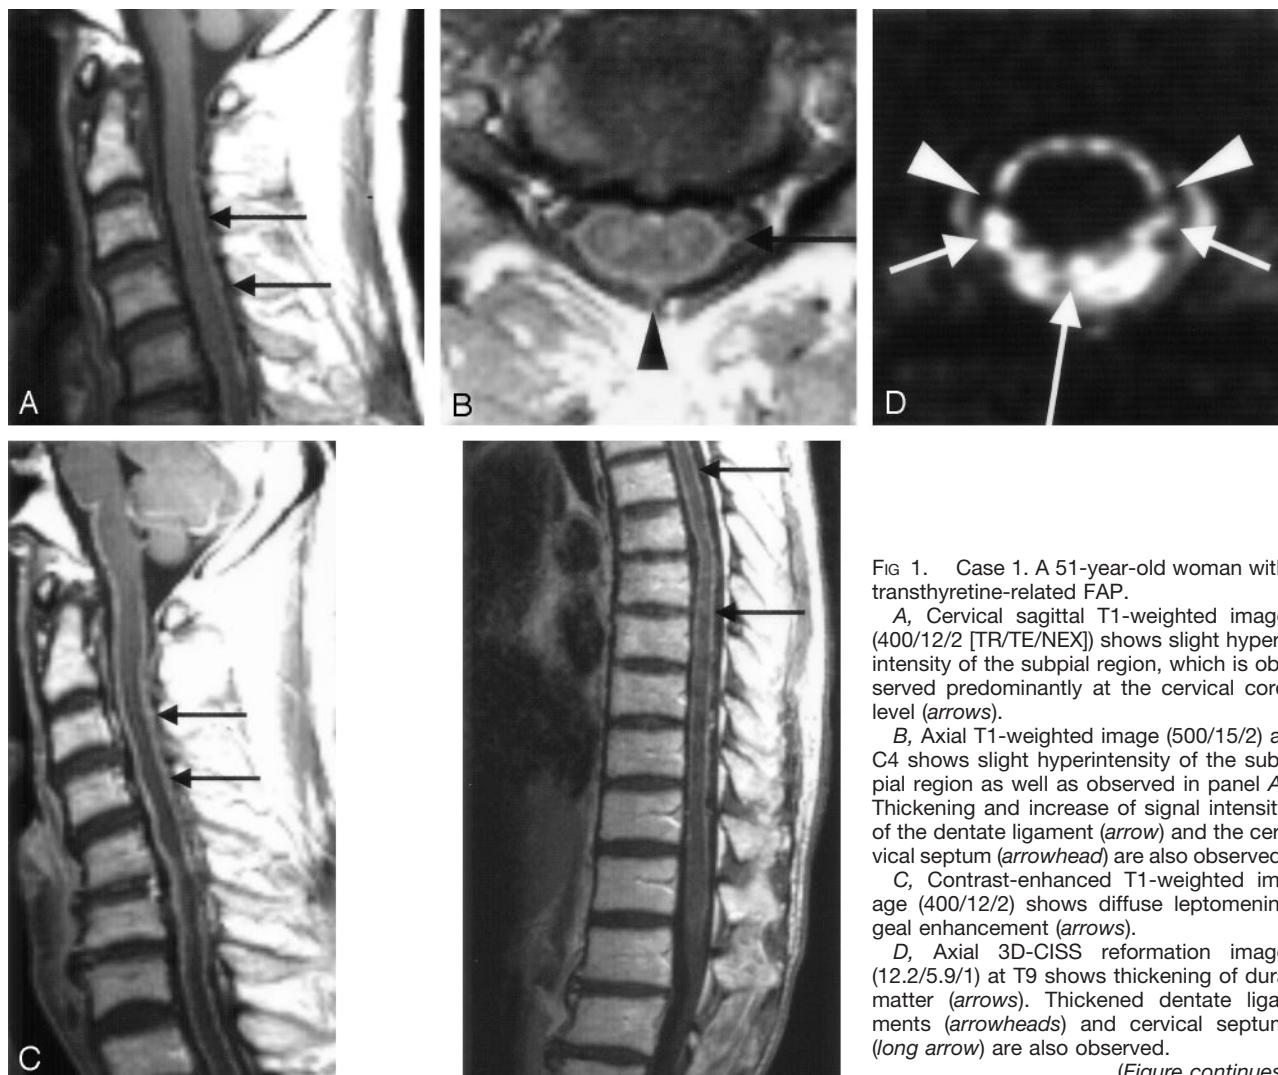 A
B
D
C
FIG 1. Case 1. A 51-year-old woman with
transthyretine-related FAP.
A, Cervical sagittal T1-weighted image
(400/12/2 [TR/TE/NEX]) shows slight hyper
intensity of the subpial region, which is ob
served predominantly at the cervical cord
level (arrows).
B, Axial T1-weighted image (500/15/2) a
C4 shows slight hyperintensity of the sub
pial region as well as observed in panel A
Thickening and increase of signal intensit
of the dentate ligament (arrow) and the cer
vical septum (arrowhead) are also observed
C, Contrast-enhanced T1-weighted im
age (400/12/2) shows diffuse leptomenin
geal enhancement (arrows).
D, Axial 3D-CISS reformation image
(12.2/5.9/1) at T9 shows thickening of dura
matter (arrows). Thickened dentate liga
ments (arrowheads) and cervical septum
(long arrow) are also observed.
(Figure continues